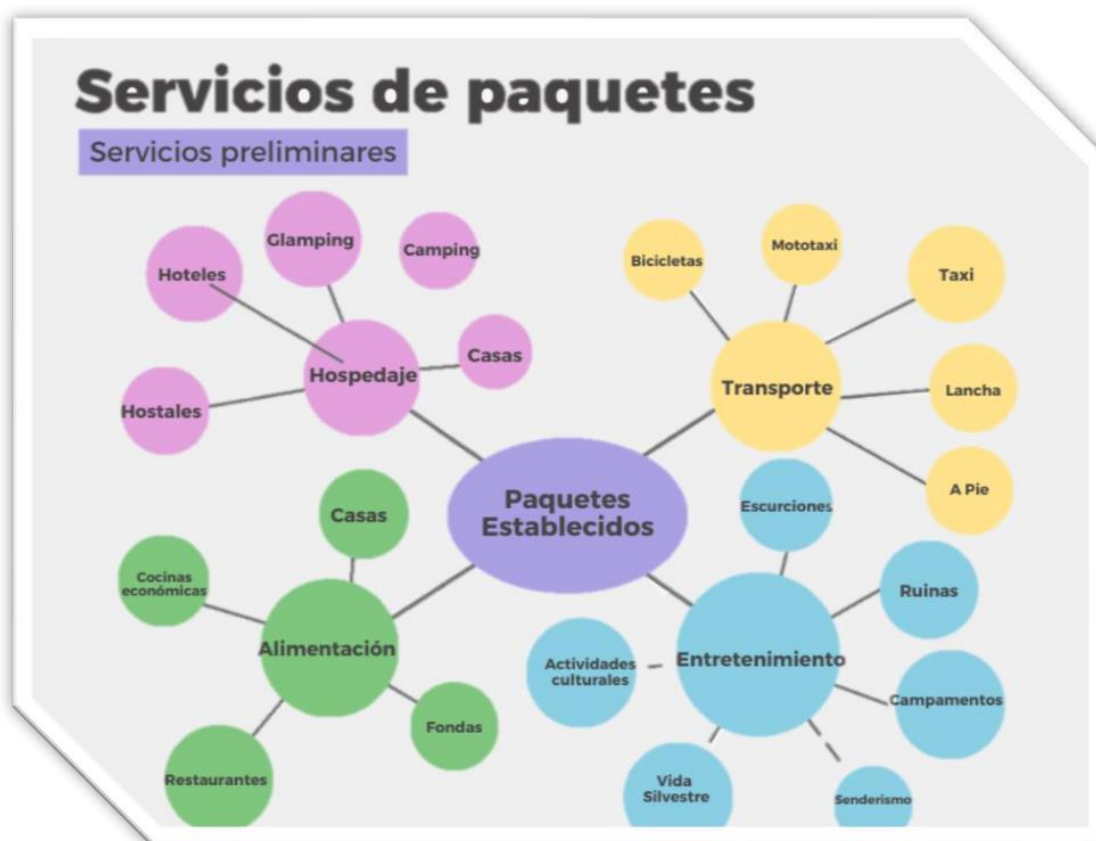 Servicios de paquetes
Servicios preliminares
Glamping
Camping
Hoteles
Casas
Hospedaje
Hostales
Bicicletas
Mototaxi
Taxi
Transporte
Lancha
A Pie
Paquetes
Establecidos
Casas
Cocinas
económicas
Alimentación
Fondas
Restaurantes
Escurciones
Ruinas
Actividades
culturales
Entretenimiento
Campamentos
Vida
Silvestre
Senderismo